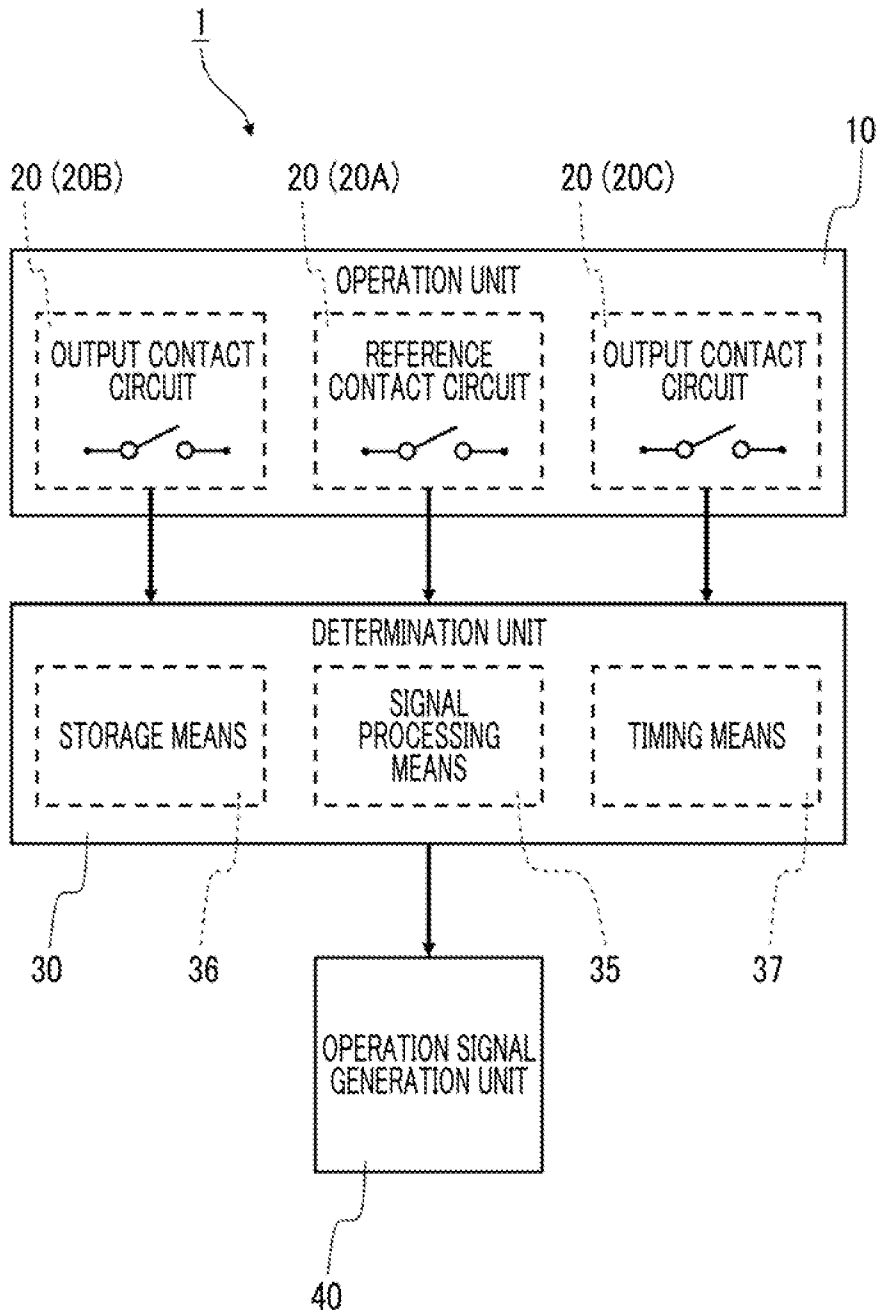 1
10
20 (20B)
20 (20A)
20 (20C)
OPERATION UNIT
OUTPUT CONTACT
CIRCUIT
REFERENCE
CONTACT CIRCUIT
OUTPUT CONTACT
CIRCUIT
DETERMINATION UNIT
STORAGE MEANS
SIGNAL
PROCESSING
MEANS
TIMING MEANS
30
36
35
37
OPERATION SIGNAL
GENERATION UNIT
40